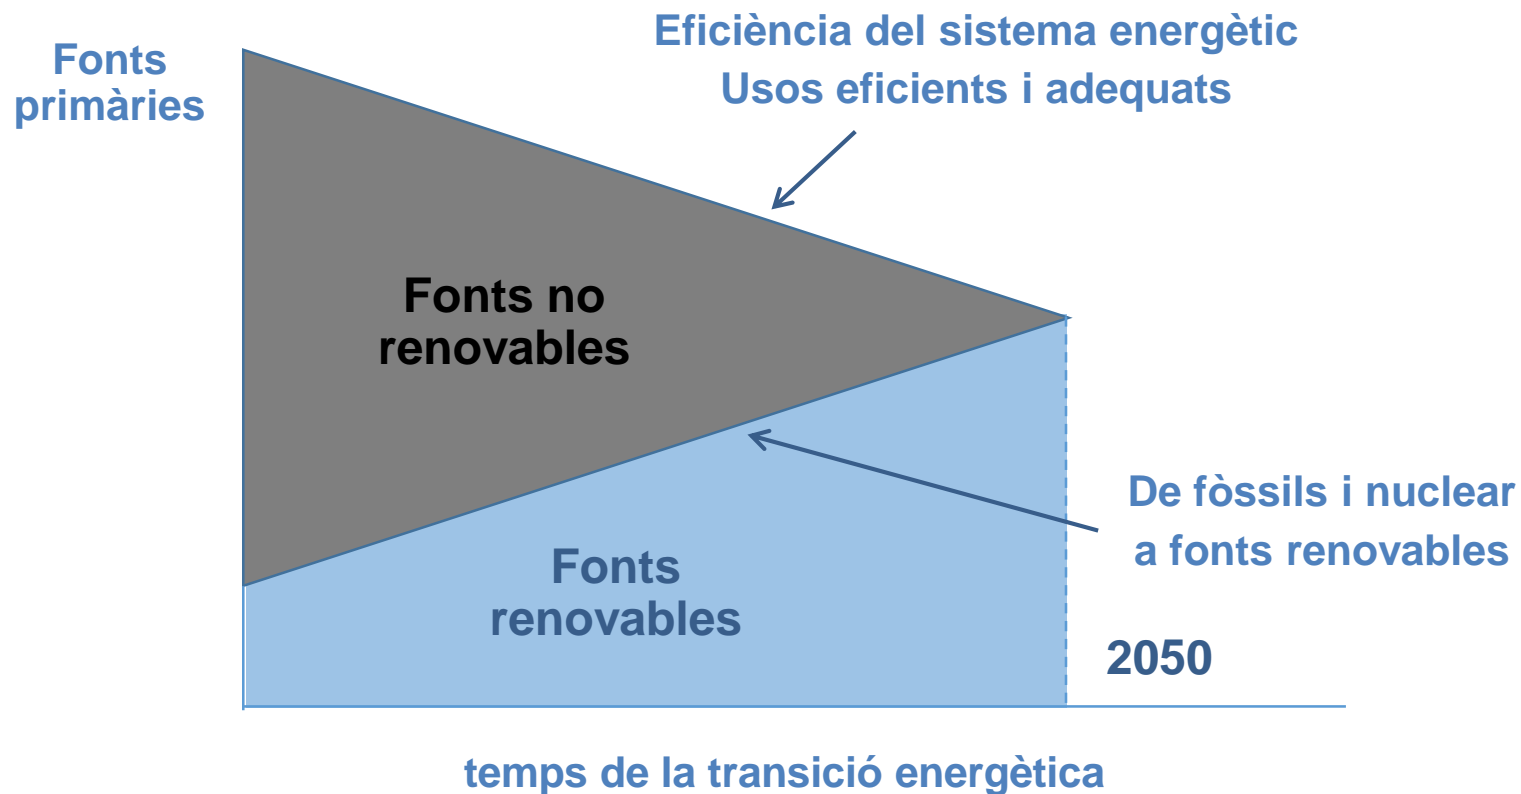 Eficiència del sistema energètic
Usos eficients i adequats
Fonts
primàries
Fonts no
renovables
De fòssils i nuclear
a fonts renovables
Fonts
renovables
2050
temps de la transició energètica